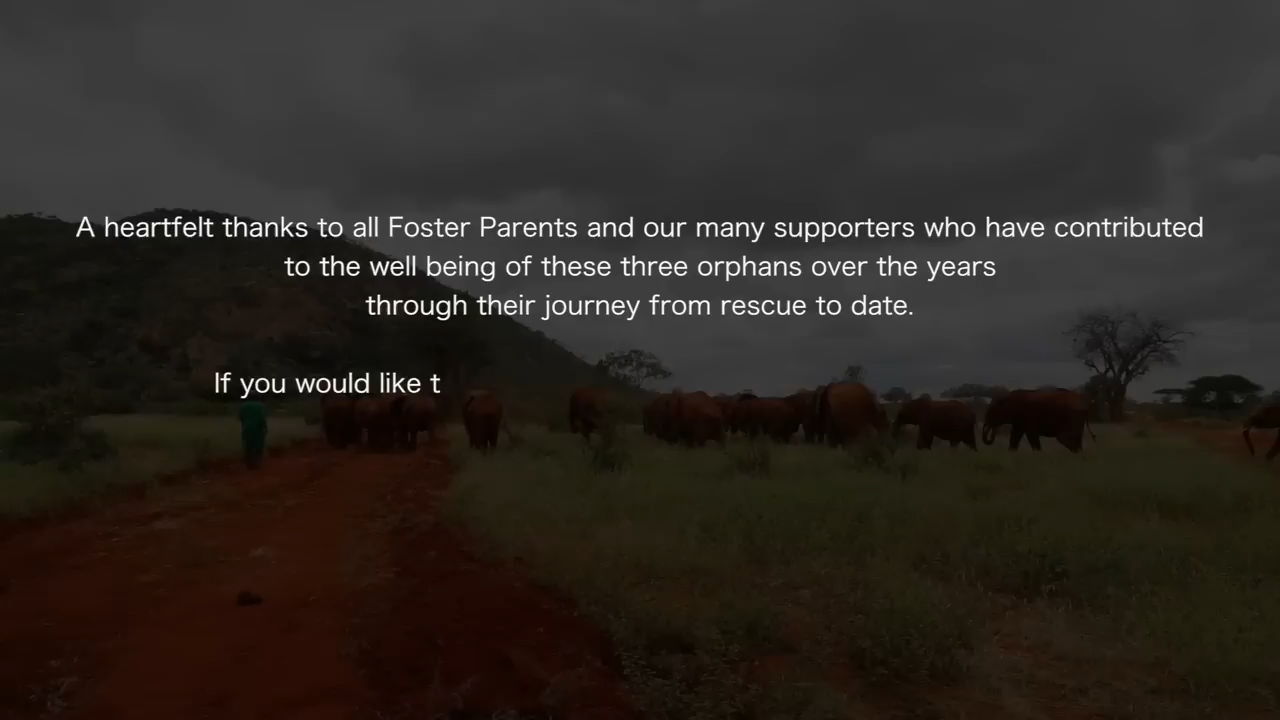 A heartfelt thanks to all Foster Parents and our many supporters who have contributed
to the well being of these three orphans over the years
through their journey from rescue to date.
If you would like t